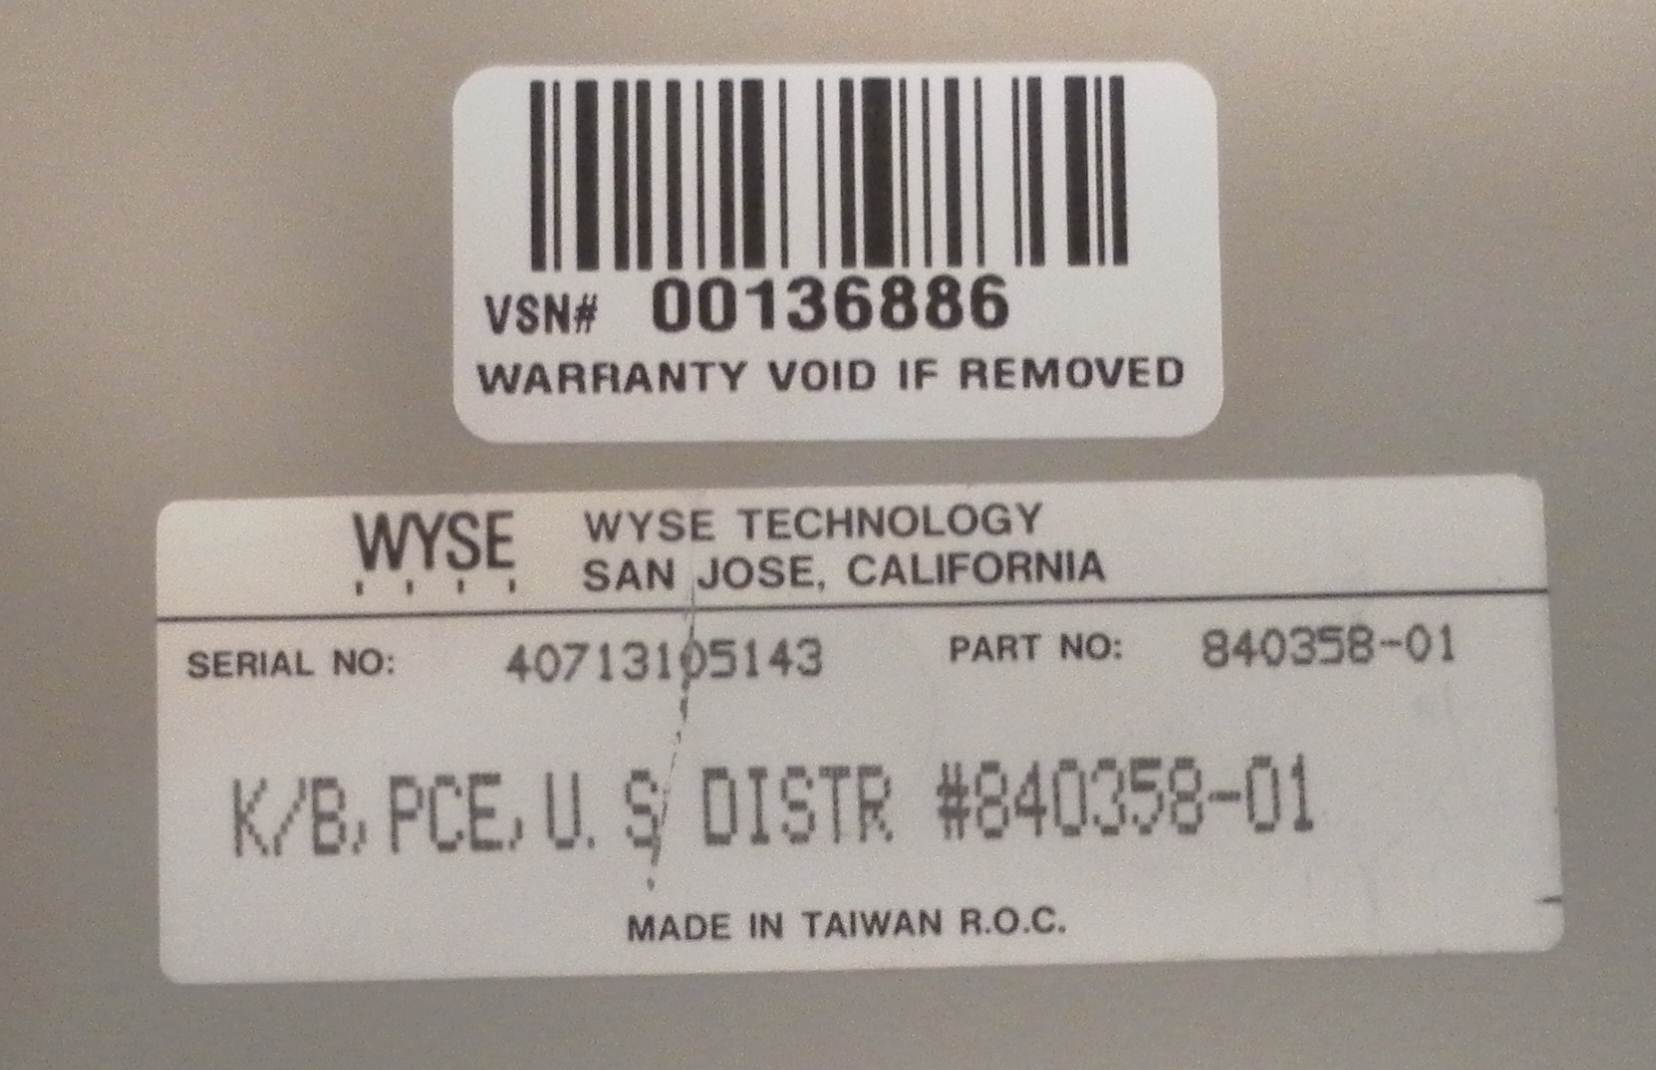 VSN# 00136886
WARRANTY VOID IF REMOVED
WYSE WYSE TECHNOLOGY
SAN JOSE, CALIFORNIA
SERIAL NO: 40713105143 PART NO: 840358-01
K/B, PCE, U. S DISTR #840358-01
MADE IN TAIWAN R.O.C.